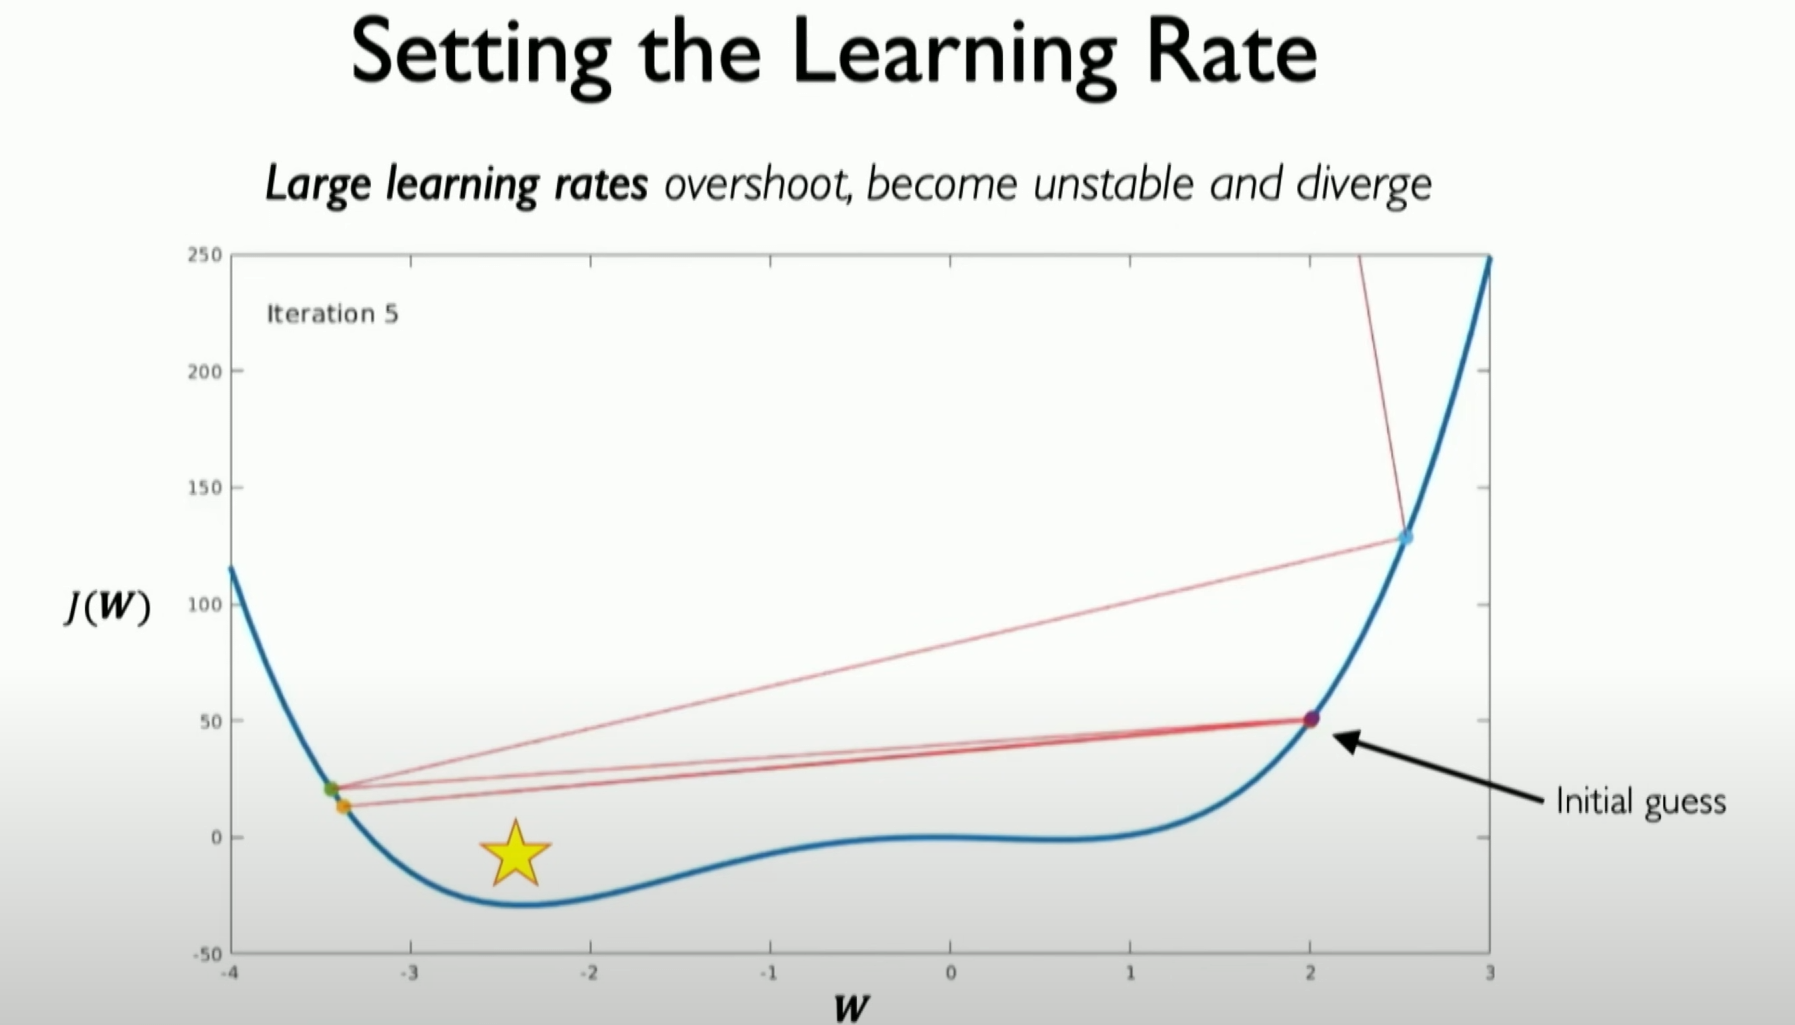 Setting the Learning Rate
Large learning rates overshoot, become unstable and diverge
250
Iteration 5
200
150
J(W)
100
50
Initial guess
0
-50
-4 -3 -2 -1 0 1 2 3
W